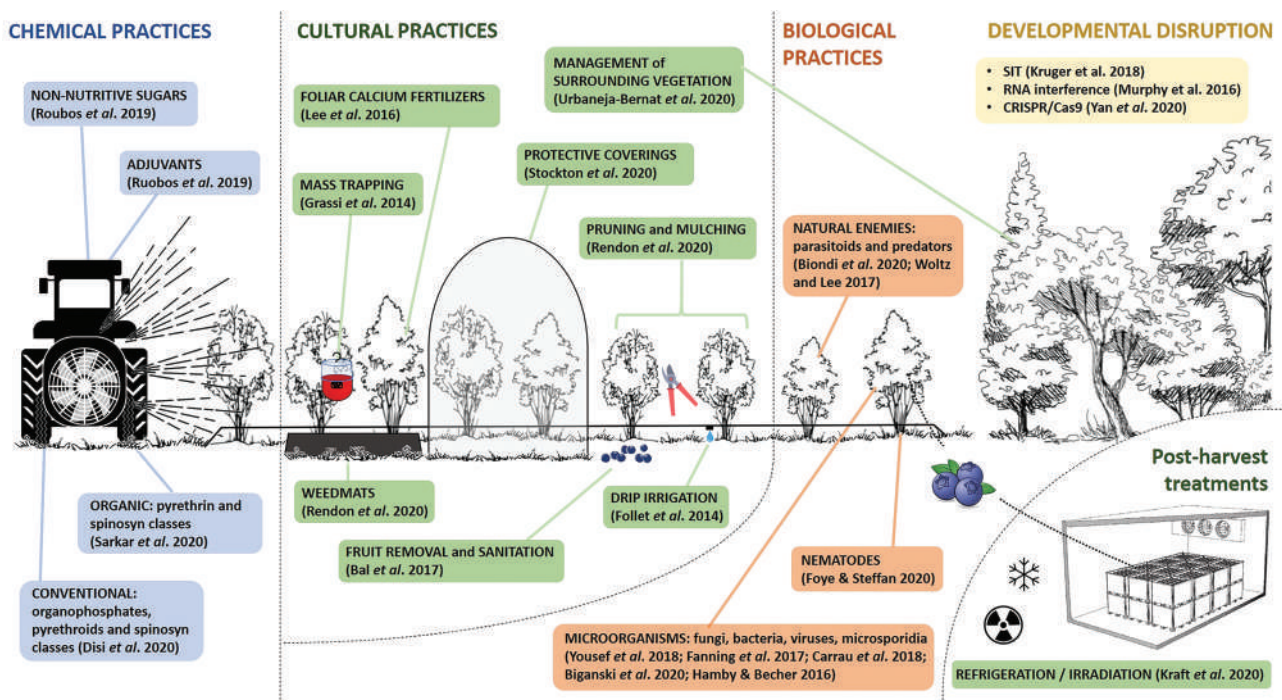 CHEMICAL PRACTICES
NON-NUTRITIVE SUGARS
(Roubos et al. 2019)
ADJUVANTS
(Ruobos et al. 2019)
ORGANIC: pyrethrin and
spinosyn classes
(Sarkar et al. 2020)
CONVENTIONAL:
organophosphates,
pyrethroids and spinosyn
classes (Disi et al. 2020)
CULTURAL PRACTICES
FOLIAR CALCIUM FERTILIZERS
(Lee et al. 2016)
MASS TRAPPING
(Grassi et al. 2014)
MANAGEMENT of
SURROUNDING VEGETATION
(Urbaneja-Bernat et al. 2020)
PROTECTIVE COVERINGS
(Stockton et al. 2020)
PRUNING and MULCHING
(Rendon et al. 2020)
WEEDMATS
(Rendon et al. 2020)
FRUIT REMOVAL and SANITATION
(Bal et al. 2017)
DRIP IRRIGATION
(Follet et al. 2014)
BIOLOGICAL
PRACTICES
NATURAL ENEMIES:
parasitoids and predators
(Biondi et al. 2020; Woltz
and Lee 2017)
NEMATODES
(Foye & Steffan 2020)
MICROORGANISMS: fungi, bacteria, viruses, microsporidia
(Yousef et al. 2018; Fanning et al. 2017; Carrau et al. 2018;
Biganski et al. 2020; Hamby & Becher 2016)
DEVELOPMENTAL DISRUPTION
• SIT (Kruger et al. 2018)
• RNA interference (Murphy et al. 2016)
• CRISPR/Cas9 (Yan et al. 2020)
Post-harvest
treatments
REFRIGERATION / IRRADIATION (Kraft et al. 2020)